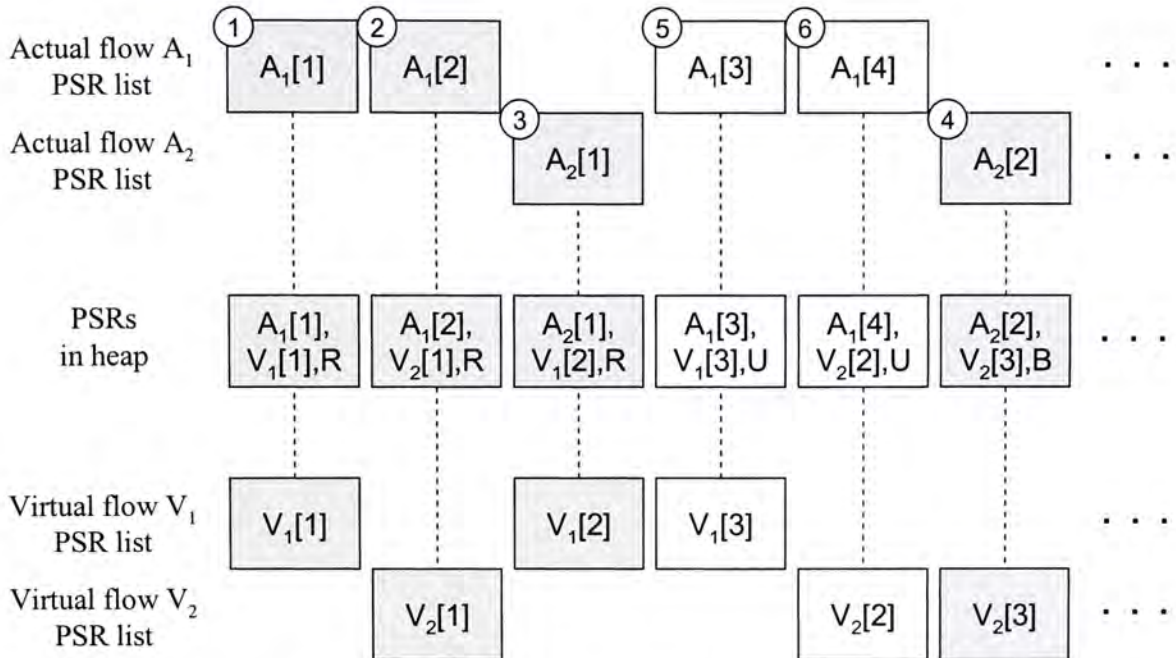 Actual flow A₁
PSR list
1
A₁[1]
2
A₁[2]
5
A₁[3]
6
A₁[4]
. . .
Actual flow A₂
PSR list
3
A₂[1]
4
A₂[2]
. . .
PSRs
in heap
A₁[1],
V₁[1],R
A₁[2],
V₂[1],R
A₂[1],
V₁[2],R
A₁[3],
V₁[3],U
A₁[4],
V₂[2],U
A₂[2],
V₂[3],B
. . .
Virtual flow V₁
PSR list
V₁[1]
V₁[2]
V₁[3]
. . .
Virtual flow V₂
PSR list
V₂[1]
V₂[2]
V₂[3]
. . .